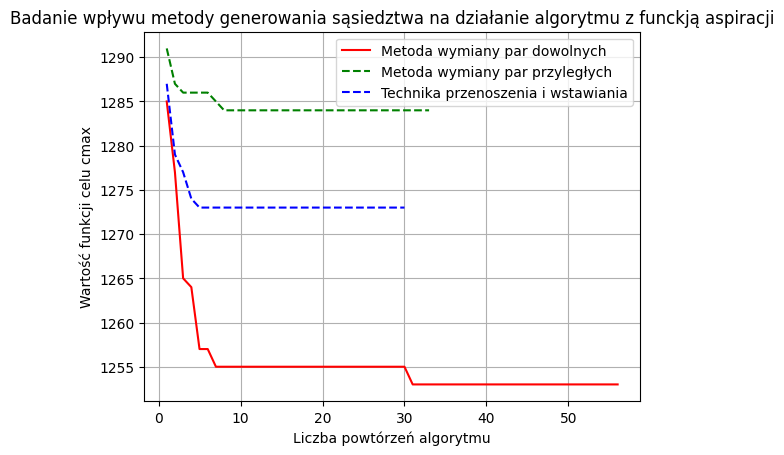 Badanie wpływu metody generowania sąsiedztwa na działanie algorytmu z funckją aspiracji
Metoda wymiany par dowolnych
Metoda wymiany par przyległych
Technika przenoszenia i wstawiania
Wartość funkcji celu cmax
1290
1285
1280
1275
1270
1265
1260
1255
0 10 20 30 40 50
Liczba powtórzeń algorytmu